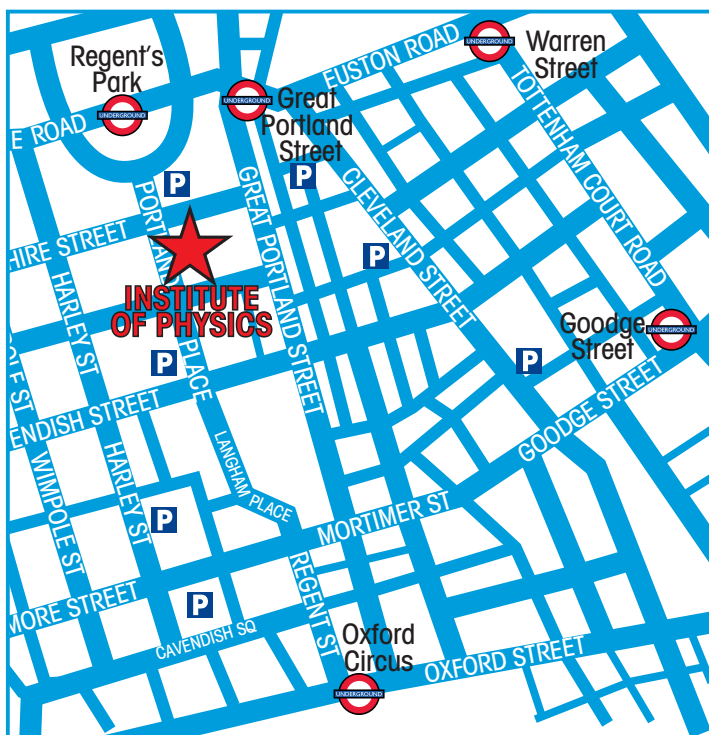 Regent's
Park
UNDERGROUND
EUSTON ROAD
UNDERGROUND
Warren
Street
UNDERGROUND
Great
Portland
Street
E ROAD
TOTTENHAM COURT ROAD
P
P
PORTLAND PLACE
GREAT PORTLAND STREET
CLEVELAND STREET
HIRE STREET
P
INSTITUTE
OF PHYSICS
HARLEY ST
OLE ST
P
Goodge
Street
UNDERGROUND
P
ENDISH STREET
GOODGE STREET
WIMPOLE ST
HARLEY ST
LANGHAM PLACE
P
MORTIMER ST
REGENT ST
MORE STREET
P
CAVENDISH SQ
Oxford
Circus
UNDERGROUND
OXFORD STREET